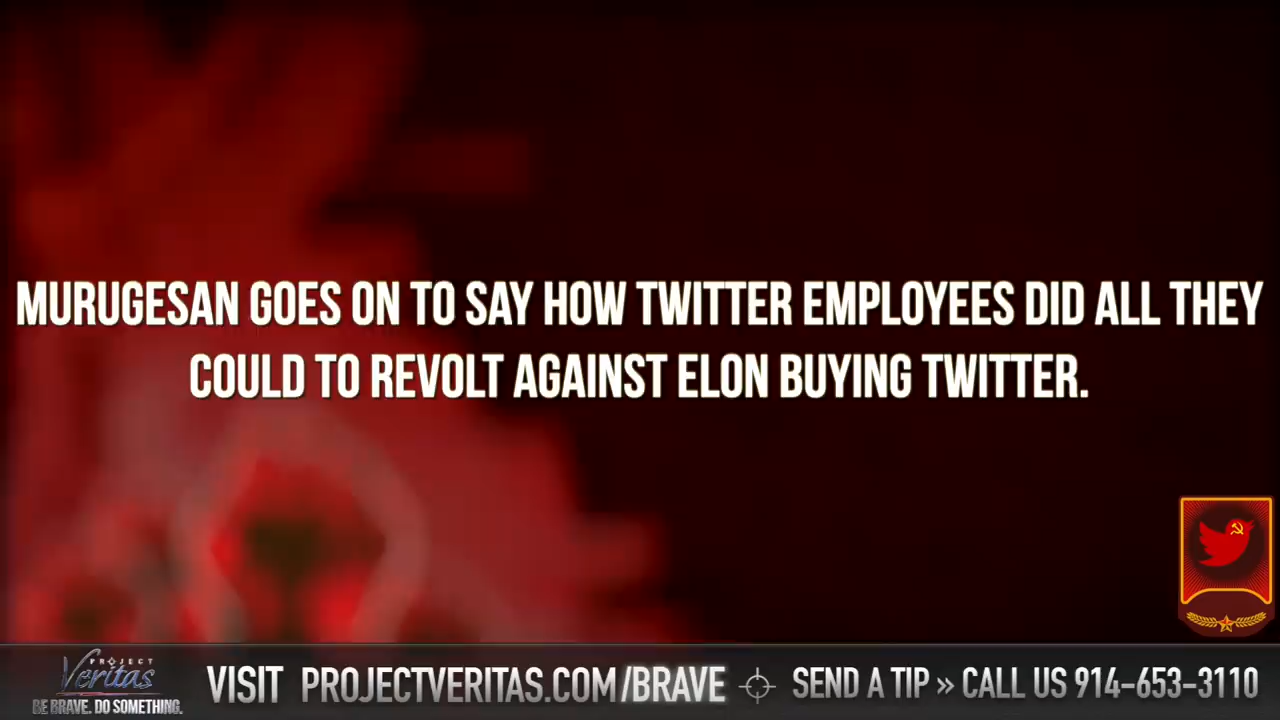 MURUGESAN GOES ON TO SAY HOW TWITTER EMPLOYEES DID ALL THEY
COULD TO REVOLT AGAINST ELON BUYING TWITTER.
PROJECT
Veritas
BE BRAVE. DO SOMETHING.
VISIT PROJECTVERITAS.COM/BRAVE
SEND A TIP » CALL US 914-653-3110